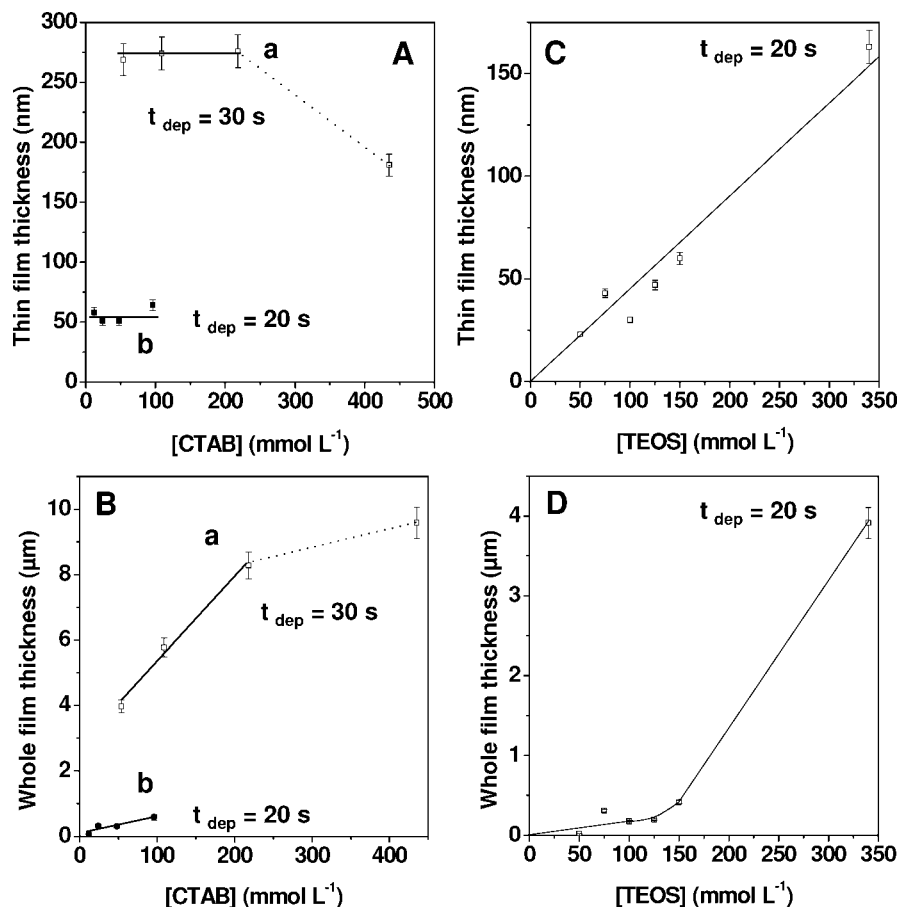 300
250
200
150
100
50
0
Thin film thickness (nm)
a
A
t dep = 30 s
t dep = 20 s
b
0 100 200 300 400 500
[CTAB] (mmol L-1)
150
100
50
0
Thin film thickness (nm)
C
t dep = 20 s
0 50 100 150 200 250 300 350
[TEOS] (mmol L-1)
10
8
6
4
2
0
Whole film thickness (µm)
B
a
t dep = 30 s
b
t dep = 20 s
0 100 200 300 400
[CTAB] (mmol L-1)
4
3
2
1
0
Whole film thickness (µm)
D
t dep = 20 s
0 50 100 150 200 250 300 350
[TEOS] (mmol L-1)